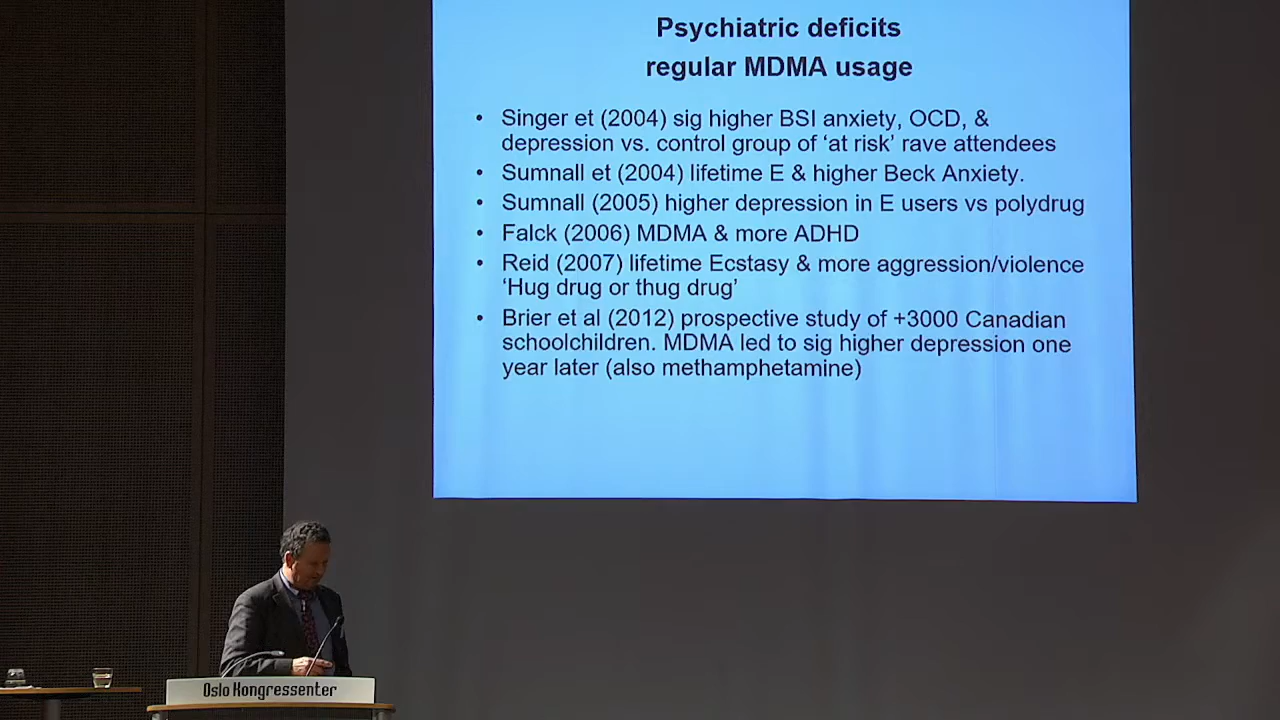 Psychiatric deficits
regular MDMA usage
• Singer et (2004) sig higher BSI anxiety, OCD, &
depression vs. control group of ‘at risk’ rave attendees
• Sumnall et (2004) lifetime E & higher Beck Anxiety.
• Sumnall (2005) higher depression in E users vs polydrug
• Falck (2006) MDMA & more ADHD
• Reid (2007) lifetime Ecstasy & more aggression/violence
‘Hug drug or thug drug’
• Brier et al (2012) prospective study of +3000 Canadian
schoolchildren. MDMA led to sig higher depression one
year later (also methamphetamine)
Oslo Kongressenter